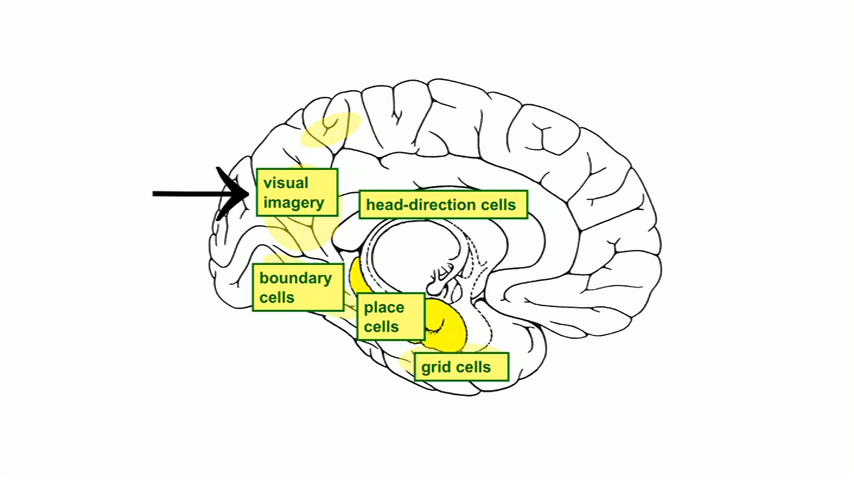 visual
imagery
head-direction cells
boundary
cells
place
cells
grid cells